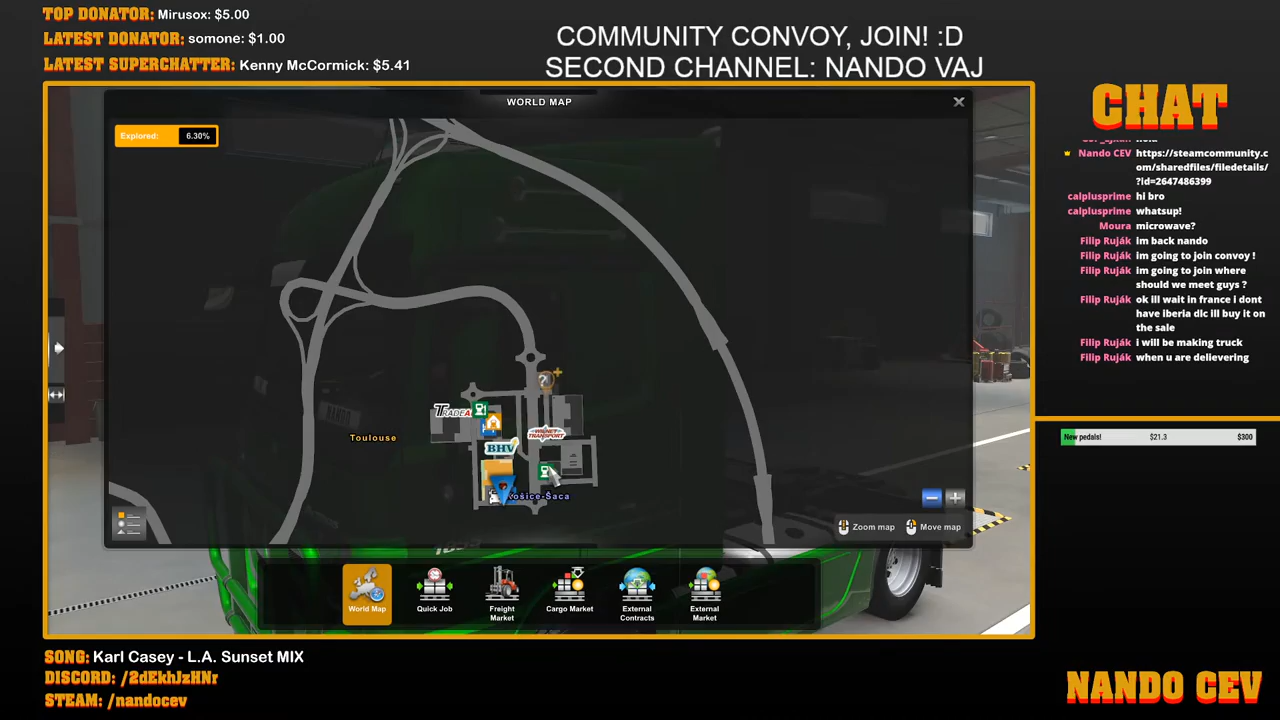 TOP DONATOR: Mirusox: $5.00
LATEST DONATOR: somone: $1.00
LATEST SUPERCHATTER: Kenny McCormick: $5.41
COMMUNITY CONVOY, JOIN! :D
SECOND CHANNEL: NANDO VAJ
WORLD MAP
Explored: 6.30%
Toulouse
TRADEA
BHV
TRANSPORT
ošice-Šaca
Zoom map
Move map
World Map
Quick Job
Freight Market
Cargo Market
External Contracts
External Market
CHAT
Nando CEV https://steamcommunity.c
om/sharedfiles/filedetails/
?id=2647486399
calplusprime hi bro
calplusprime whatsup!
Moura microwave?
Filip Ruják im back nando
Filip Ruják im going to join convoy !
Filip Ruják im going to join where
should we meet guys ?
Filip Ruják ok ill wait in france i dont
have iberia dlc ill buy it on
the sale
Filip Ruják i will be making truck
Filip Ruják when u are delievering
New pedals! $21.3 $300
SONG: Karl Casey - L.A. Sunset MIX
DISCORD: /2dEkhJzHNr
STEAM: /nandocev
NANDO CEV